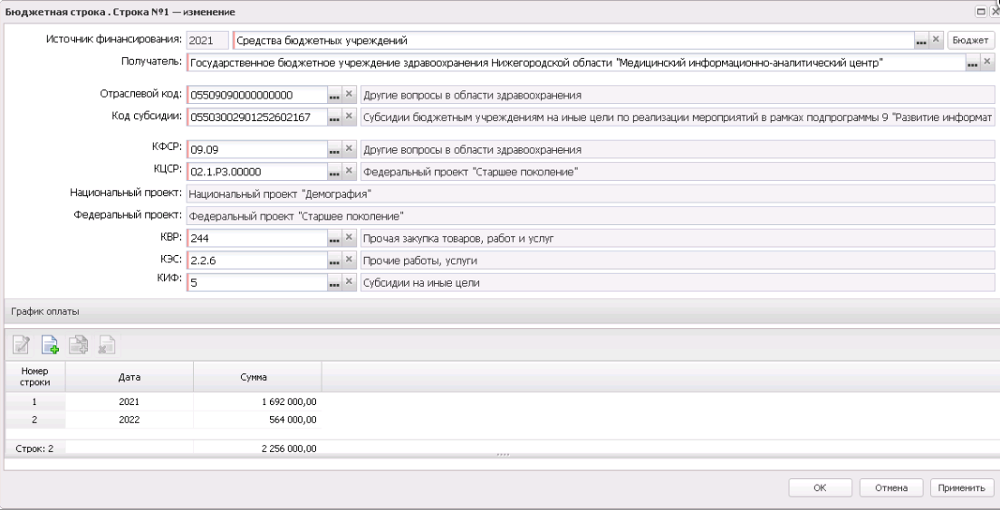 Бюджетная строка . Строка №1 — изменение
Источник финансирования: 2021 Средства бюджетных учреждений ... × Бюджет
Получатель: Государственное бюджетное учреждение здравоохранения Нижегородской области "Медицинский информационно-аналитический центр" ... ×
Отраслевой код: 05509090000000000 ... × Другие вопросы в области здравоохранения
Код субсидии: 05503002901252602167 ... × Субсидии бюджетным учреждениям на иные цели по реализации мероприятий в рамках подпрограммы 9 "Развитие информат
КФСР: 09.09 ... × Другие вопросы в области здравоохранения
КЦСР: 02.1.P3.00000 ... × Федеральный проект "Старшее поколение"
Национальный проект: Национальный проект "Демография"
Федеральный проект: Федеральный проект "Старшее поколение"
КВР: 244 ... × Прочая закупка товаров, работ и услуг
КЭС: 2.2.6 ... × Прочие работы, услуги
КИФ: 5 ... × Субсидии на иные цели
График оплаты
Номер строки Дата Сумма
1 2021 1 692 000,00
2 2022 564 000,00
Строк: 2 2 256 000,00
OK Отмена Применить